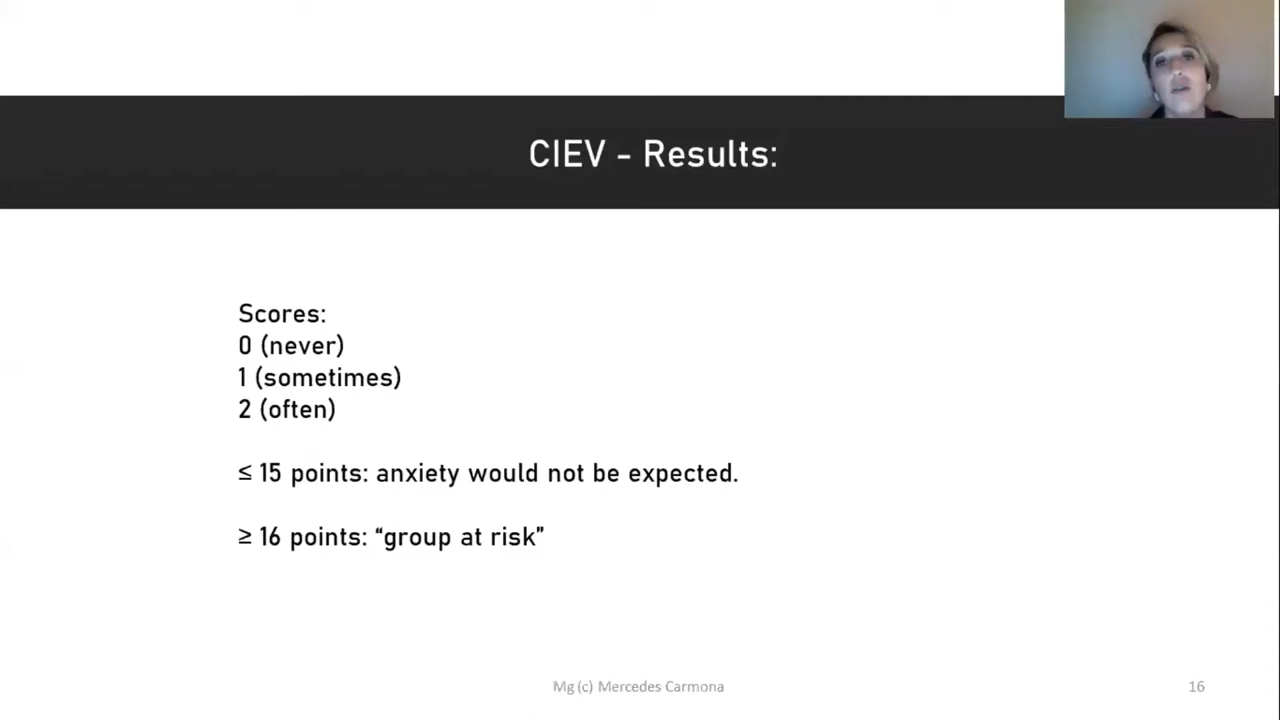 CIEV - Results:
Scores:
0 (never)
1 (sometimes)
2 (often)
≤ 15 points: anxiety would not be expected.
≥ 16 points: “group at risk”
Mg (c) Mercedes Carmona
16